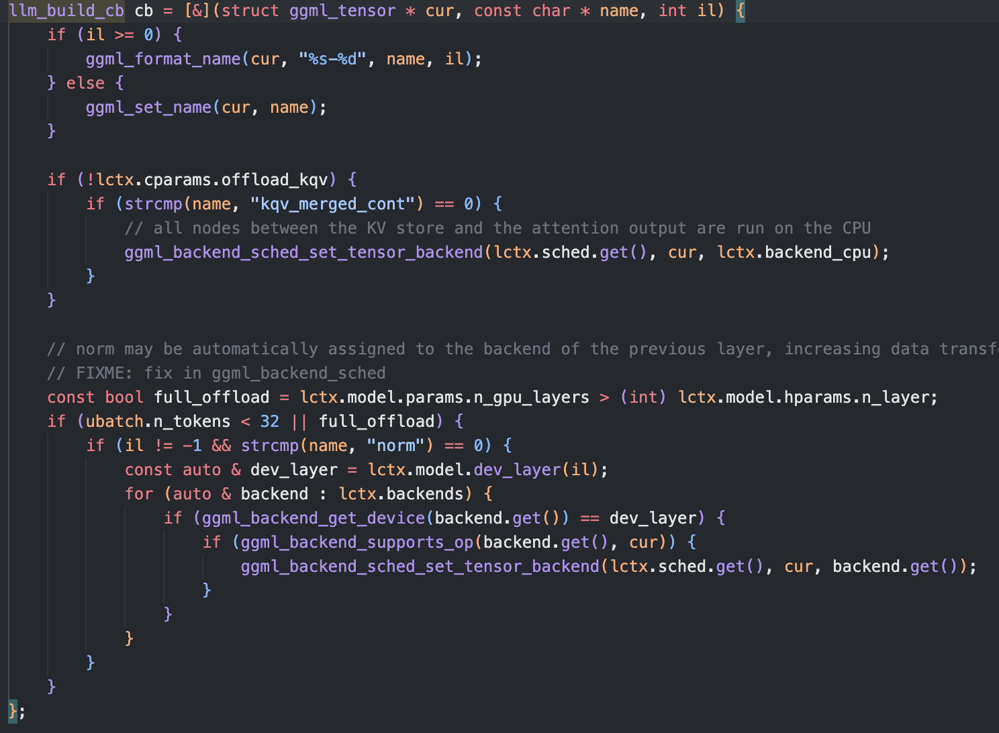 llm_build_cb cb = [&](struct ggml_tensor * cur, const char * name, int il) {
    if (il >= 0) {
        ggml_format_name(cur, "%s-%d", name, il);
    } else {
        ggml_set_name(cur, name);
    }

    if (!lctx.cparams.offload_kqv) {
        if (strcmp(name, "kqv_merged_cont") == 0) {
            // all nodes between the KV store and the attention output are run on the CPU
            ggml_backend_sched_set_tensor_backend(lctx.sched.get(), cur, lctx.backend_cpu);
        }
    }

    // norm may be automatically assigned to the backend of the previous layer, increasing data
    // FIXME: fix in ggml_backend_sched
    const bool full_offload = lctx.model.params.n_gpu_layers > (int) lctx.model.hparams.n_layer;
    if (ubatch.n_tokens < 32 || full_offload) {
        if (il != -1 && strcmp(name, "norm") == 0) {
            const auto & dev_layer = lctx.model.dev_layer(il);
            for (auto & backend : lctx.backends) {
                if (ggml_backend_get_device(backend.get()) == dev_layer) {
                    if (ggml_backend_supports_op(backend.get(), cur)) {
                        ggml_backend_sched_set_tensor_backend(lctx.sched.get(), cur, backend.get());
                    }
                }
            }
        }
    }
};